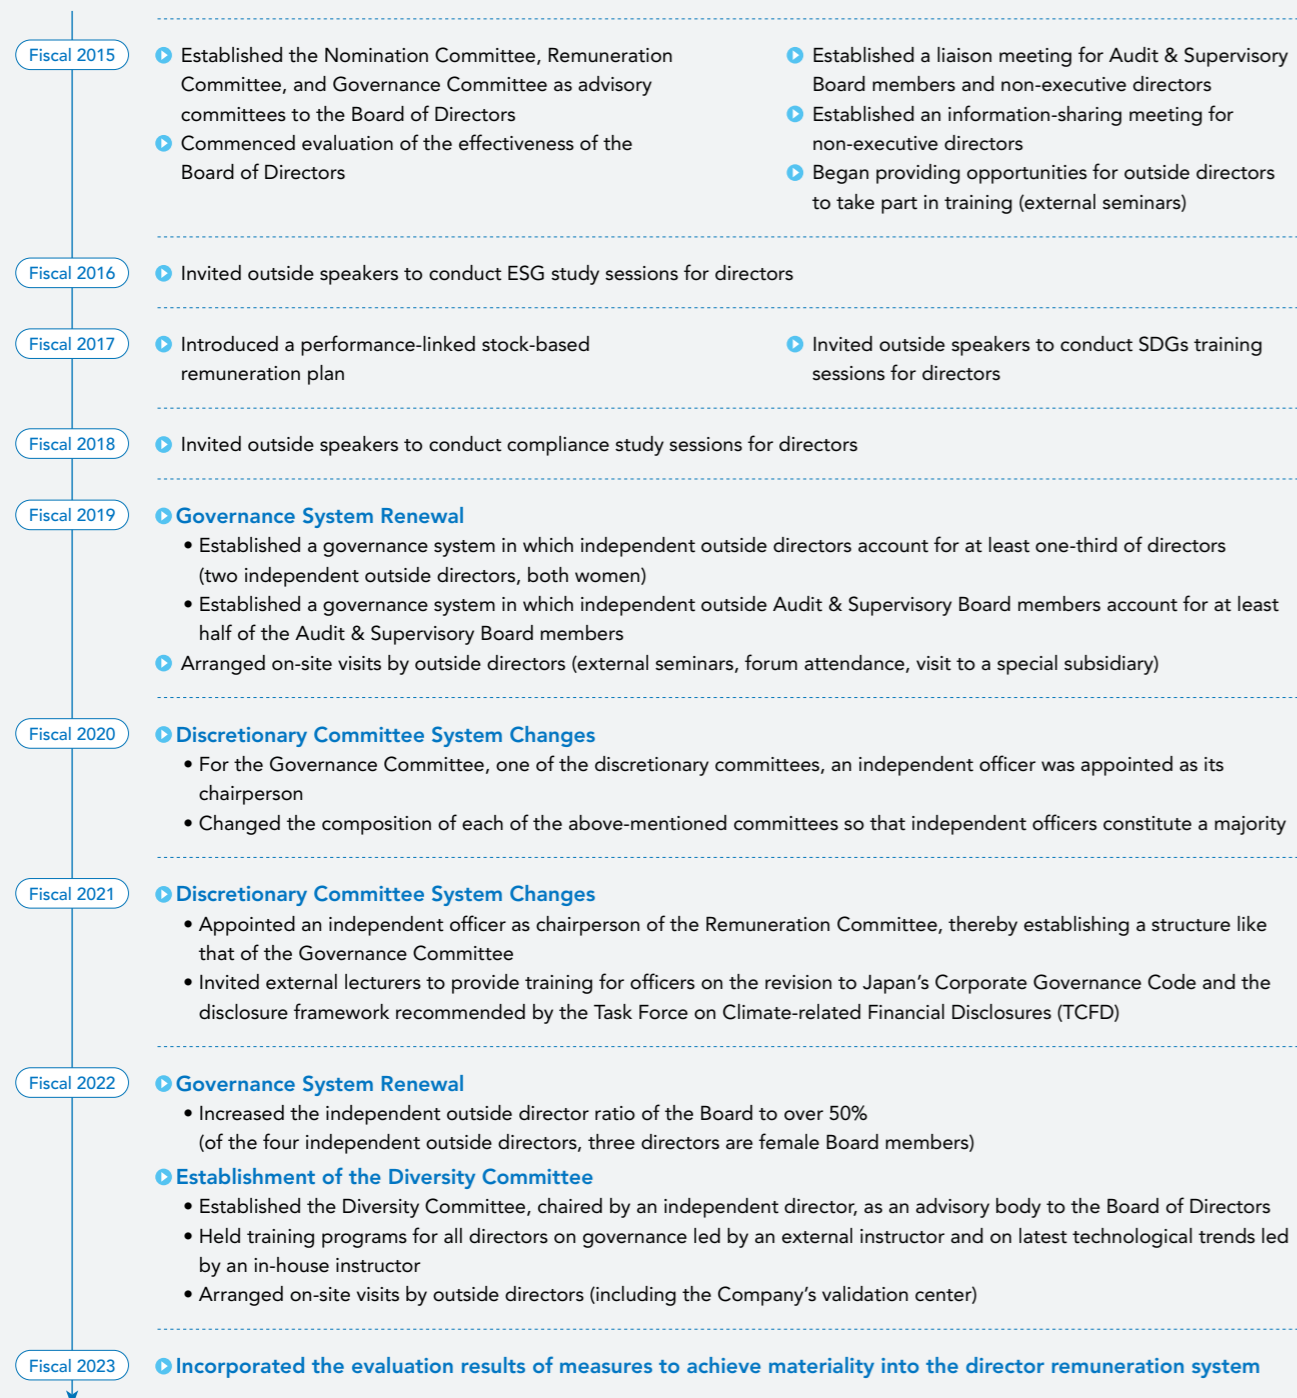 Fiscal 2015
Established the Nomination Committee, Remuneration
Committee, and Governance Committee as advisory
committees to the Board of Directors
Commenced evaluation of the effectiveness of the
Board of Directors
Established a liaison meeting for Audit & Supervisory
Board members and non-executive directors
Established an information-sharing meeting for
non-executive directors
Began providing opportunities for outside directors
to take part in training (external seminars)
Fiscal 2016
Invited outside speakers to conduct ESG study sessions for directors
Fiscal 2017
Introduced a performance-linked stock-based
remuneration plan
Invited outside speakers to conduct SDGs training
sessions for directors
Fiscal 2018
Invited outside speakers to conduct compliance study sessions for directors
Fiscal 2019
Governance System Renewal
• Established a governance system in which independent outside directors account for at least one-third of directors
(two independent outside directors, both women)
• Established a governance system in which independent outside Audit & Supervisory Board members account for at least
half of the Audit & Supervisory Board members
Arranged on-site visits by outside directors (external seminars, forum attendance, visit to a special subsidiary)
Fiscal 2020
Discretionary Committee System Changes
• For the Governance Committee, one of the discretionary committees, an independent officer was appointed as its
chairperson
• Changed the composition of each of the above-mentioned committees so that independent officers constitute a majority
Fiscal 2021
Discretionary Committee System Changes
• Appointed an independent officer as chairperson of the Remuneration Committee, thereby establishing a structure like
that of the Governance Committee
• Invited external lecturers to provide training for officers on the revision to Japan’s Corporate Governance Code and the
disclosure framework recommended by the Task Force on Climate-related Financial Disclosures (TCFD)
Fiscal 2022
Governance System Renewal
• Increased the independent outside director ratio of the Board to over 50%
(of the four independent outside directors, three directors are female Board members)
Establishment of the Diversity Committee
• Established the Diversity Committee, chaired by an independent director, as an advisory body to the Board of Directors
• Held training programs for all directors on governance led by an external instructor and on latest technological trends led
by an in-house instructor
• Arranged on-site visits by outside directors (including the Company’s validation center)
Fiscal 2023
Incorporated the evaluation results of measures to achieve materiality into the director remuneration system